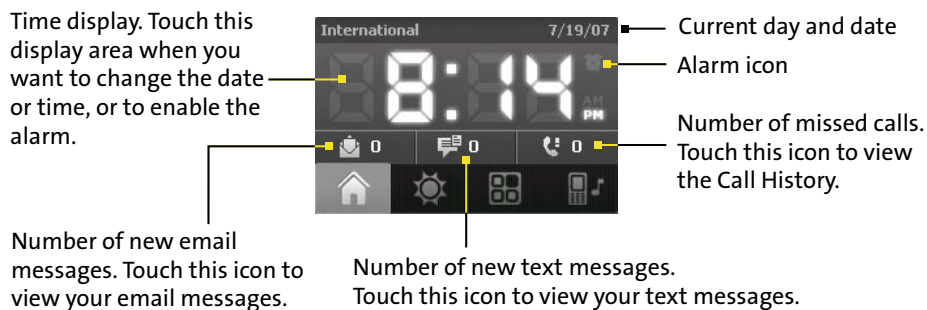 Time display. Touch this
display area when you
want to change the date
or time, or to enable the
alarm.
International 7/19/07
8:14
AM
PM
0 0 0
Current day and date
Alarm icon
Number of missed calls.
Touch this icon to view
the Call History.
Number of new email
messages. Touch this icon to
view your email messages.
Number of new text messages.
Touch this icon to view your text messages.